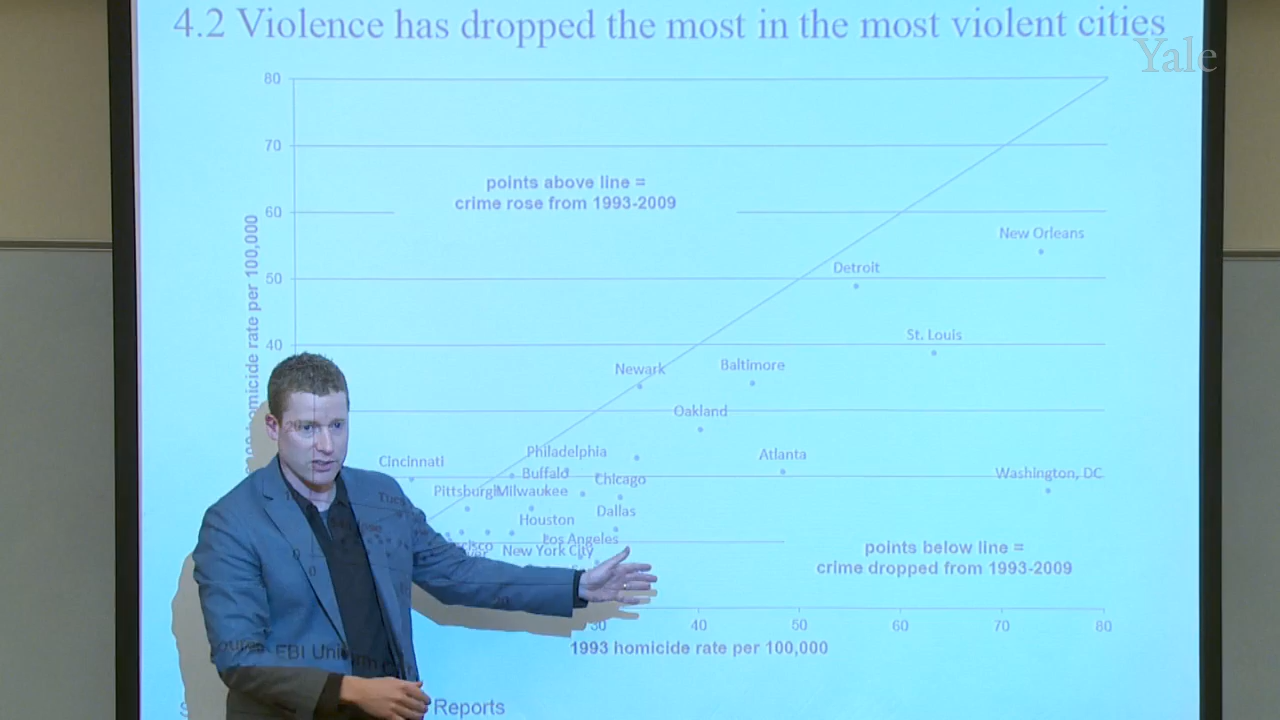 4.2 Violence has dropped the most in the most violent cities
Yale
80
70
points above line =
crime rose from 1993-2009
60
New Orleans
Detroit
50
St. Louis
40
Newark
Baltimore
Oakland
homicide rate per 100,000
Philadelphia
Atlanta
Cincinnati
Buffalo
Chicago
Washington, DC
Pittsburgh
Milwaukee
Dallas
Houston
Los Angeles
New York City
points below line =
crime dropped from 1993-2009
30 40 50 60 70 80
1993 homicide rate per 100,000
FBI
Reports